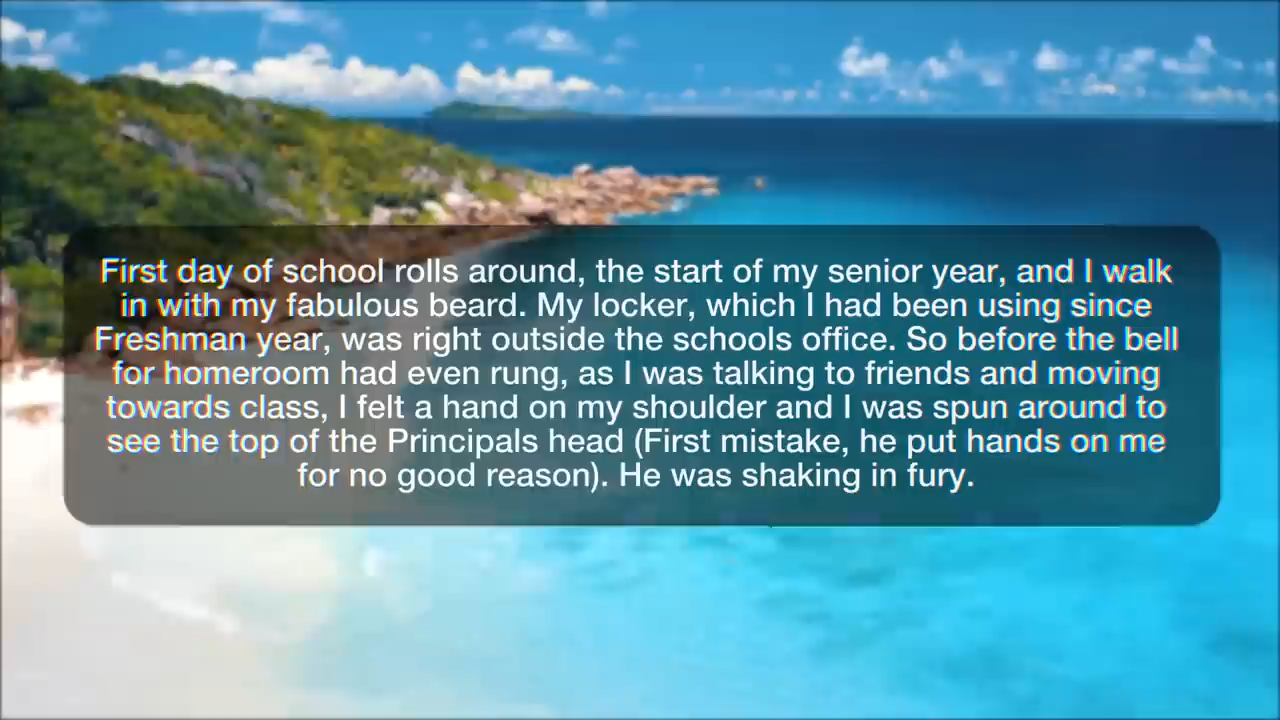 First day of school rolls around, the start of my senior year, and I walk
in with my fabulous beard. My locker, which I had been using since
Freshman year, was right outside the schools office. So before the bell
for homeroom had even rung, as I was talking to friends and moving
towards class, I felt a hand on my shoulder and I was spun around to
see the top of the Principals head (First mistake, he put hands on me
for no good reason). He was shaking in fury.